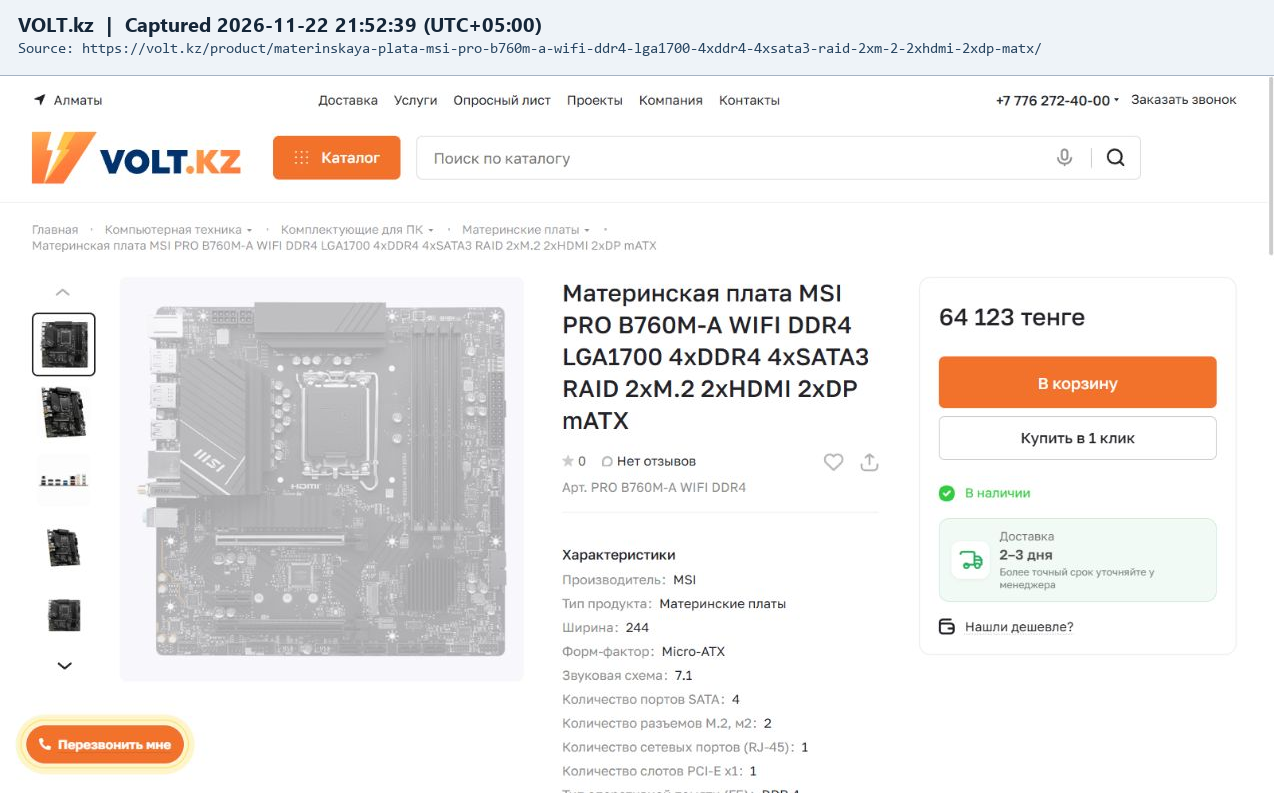 VOLT.kz | Captured 2026-11-22 21:52:39 (UTC+05:00)
Source: https://volt.kz/product/materinskaya-plata-msi-pro-b760m-a-wifi-ddr4-lga1700-4xddr4-4xsata3-raid-2xm-2-2xhdmi-2xdp-matx/
Алматы
Доставка Услуги Опросный лист Проекты Компания Контакты
+7 776 272-40-00 Заказать звонок
VOLT.KZ
Каталог
Поиск по каталогу
Главная · Компьютерная техника · Комплектующие для ПК · Материнские платы ·
Материнская плата MSI PRO B760M-A WIFI DDR4 LGA1700 4xDDR4 4xSATA3 RAID 2xM.2 2xHDMI 2xDP mATX
msi
HDMI
Материнская плата MSI
PRO B760M-A WIFI DDR4
LGA1700 4xDDR4 4xSATA3
RAID 2xM.2 2xHDMI 2xDP
mATX
0 Нет отзывов
Арт. PRO B760M-A WIFI DDR4
Характеристики
Производитель: MSI
Тип продукта: Материнские платы
Ширина: 244
Форм-фактор: Micro-ATX
Звуковая схема: 7.1
Количество портов SATA: 4
Количество разъемов M.2, м2: 2
Количество сетевых портов (RJ-45): 1
Количество слотов PCI-E x1: 1
64 123 тенге
В корзину
Купить в 1 клик
В наличии
Доставка
2–3 дня
Более точный срок уточняйте у
менеджера
Нашли дешевле?
Перезвонить мне